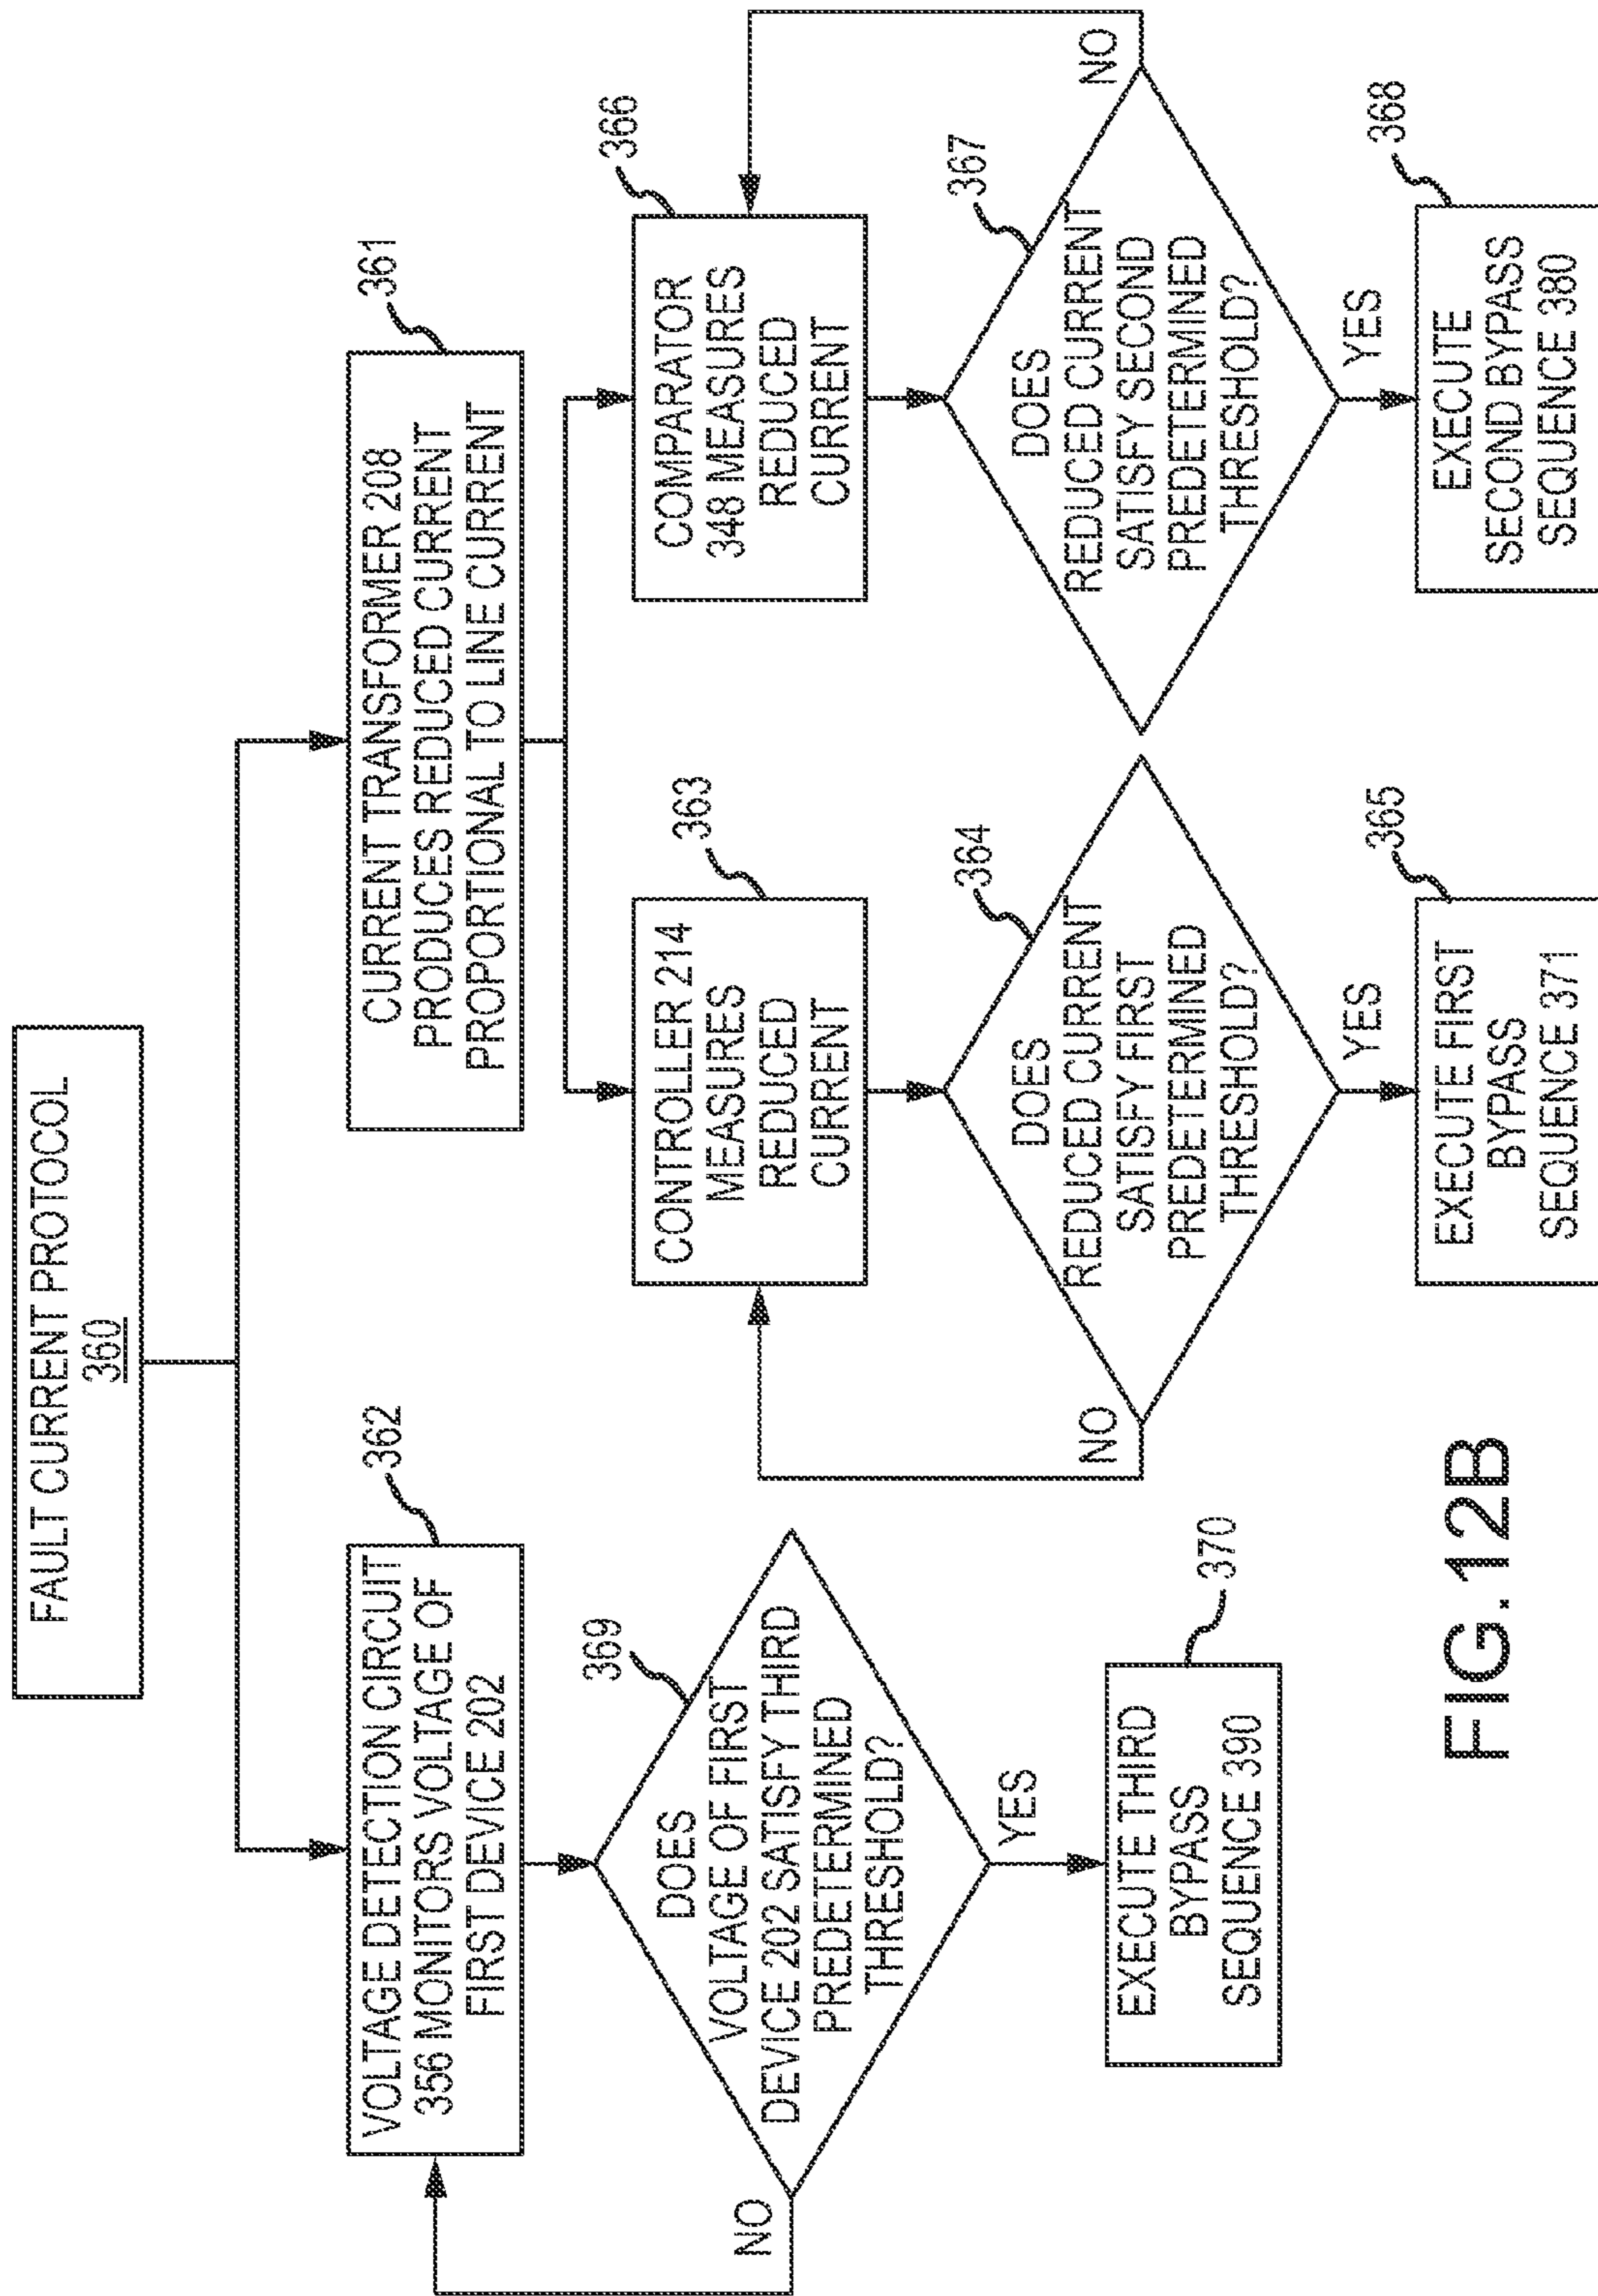 FAULT CURRENT PROTOCOL
360
VOLTAGE DETECTION CIRCUIT
356 MONITORS VOLTAGE OF
FIRST DEVICE 202
362
NO
DOES
VOLTAGE OF FIRST
DEVICE 202 SATISFY THIRD
PREDETERMINED
THRESHOLD?
369
YES
EXECUTE THIRD
BYPASS
SEQUENCE 390
370
CURRENT TRANSFORMER 208
PRODUCES REDUCED CURRENT
PROPORTIONAL TO LINE CURRENT
361
CONTROLLER 214
MEASURES
REDUCED
CURRENT
363
NO
DOES
REDUCED CURRENT
SATISFY FIRST
PREDETERMINED
THRESHOLD?
364
YES
EXECUTE FIRST
BYPASS
SEQUENCE 371
365
COMPARATOR
348 MEASURES
REDUCED
CURRENT
366
NO
DOES
REDUCED CURRENT
SATISFY SECOND
PREDETERMINED
THRESHOLD?
367
YES
EXECUTE
SECOND BYPASS
SEQUENCE 380
368
FIG. 12B